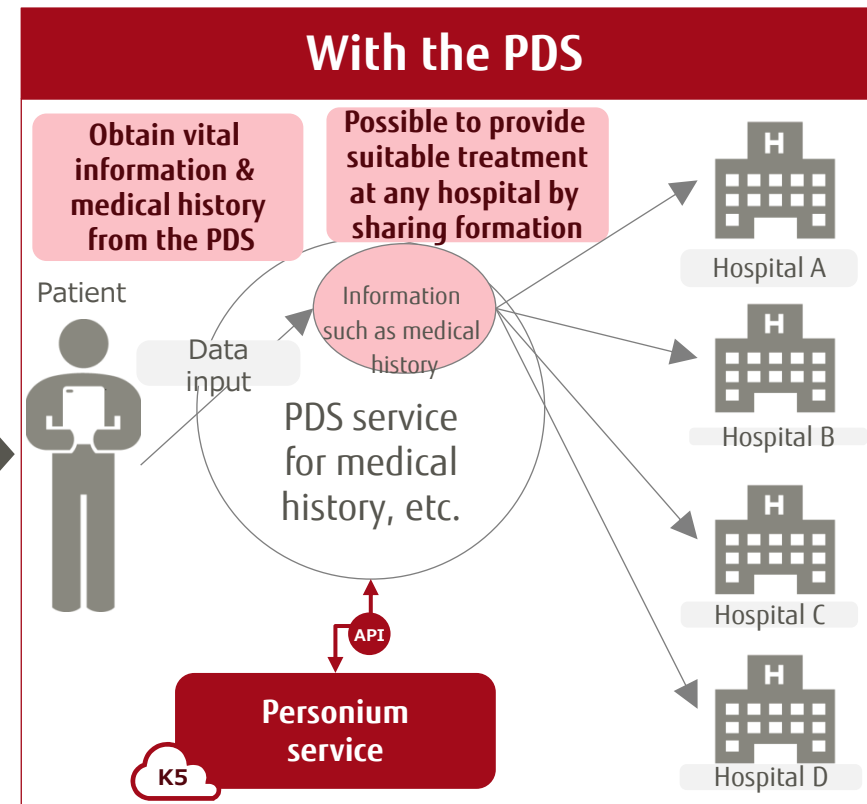 With the PDS
Obtain vital
information &
medical history
from the PDS
Possible to provide
suitable treatment
at any hospital by
sharing formation
Patient
Data
input
Information
such as medical
history
PDS service
for medical
history, etc.
API
Personium
service
K5
H
Hospital A
H
Hospital B
H
Hospital C
H
Hospital D